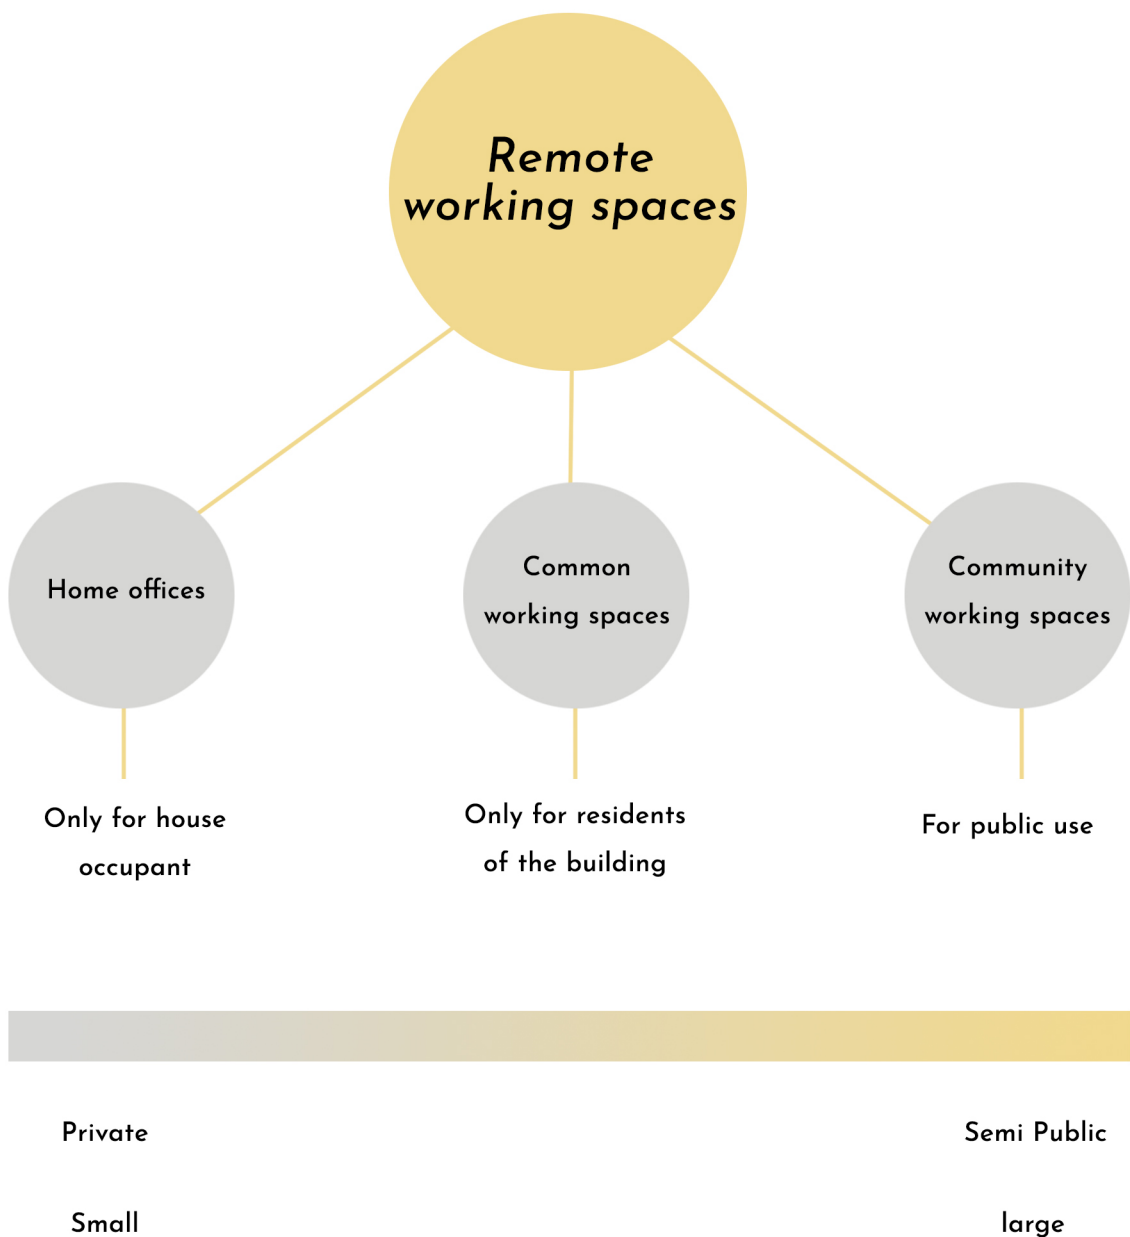 Remote
working spaces
Home offices
Common
working spaces
Community
working spaces
Only for house
occupant
Only for residents
of the building
For public use
Private
Semi Public
Small
large